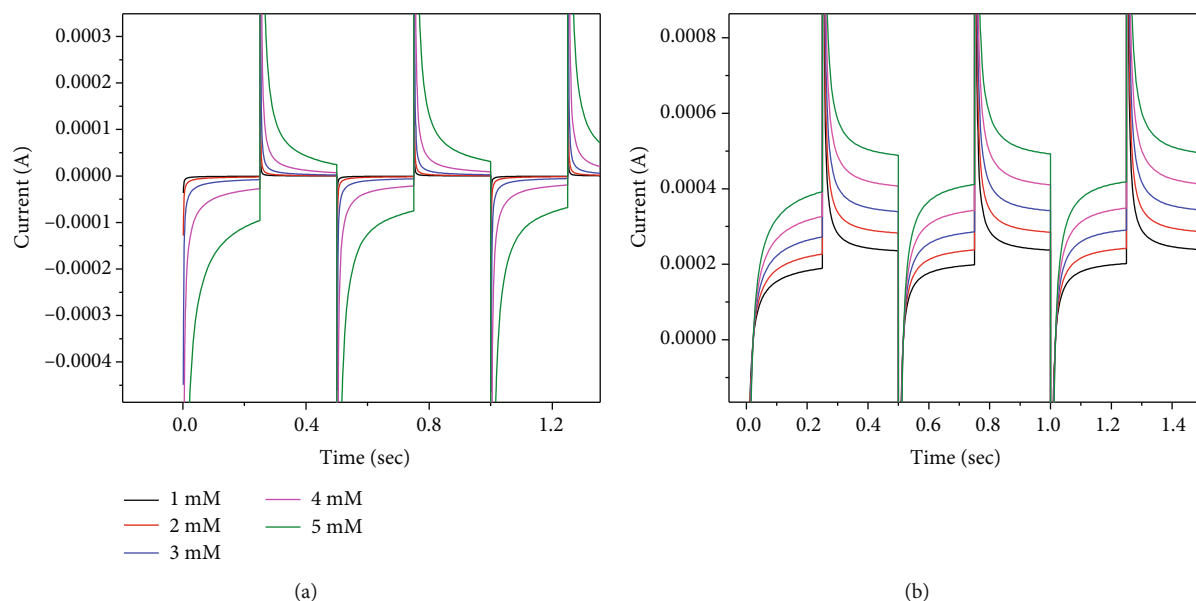 0.0003
0.0002
0.0001
0.0000
–0.0001
–0.0002
–0.0003
–0.0004
Current (A)
0.0 0.4 0.8 1.2
Time (sec)
1 mM 4 mM
2 mM 5 mM
3 mM
(a)
0.0008
0.0006
0.0004
0.0002
0.0000
Current (A)
0.0 0.2 0.4 0.6 0.8 1.0 1.2 1.4
Time (sec)
(b)